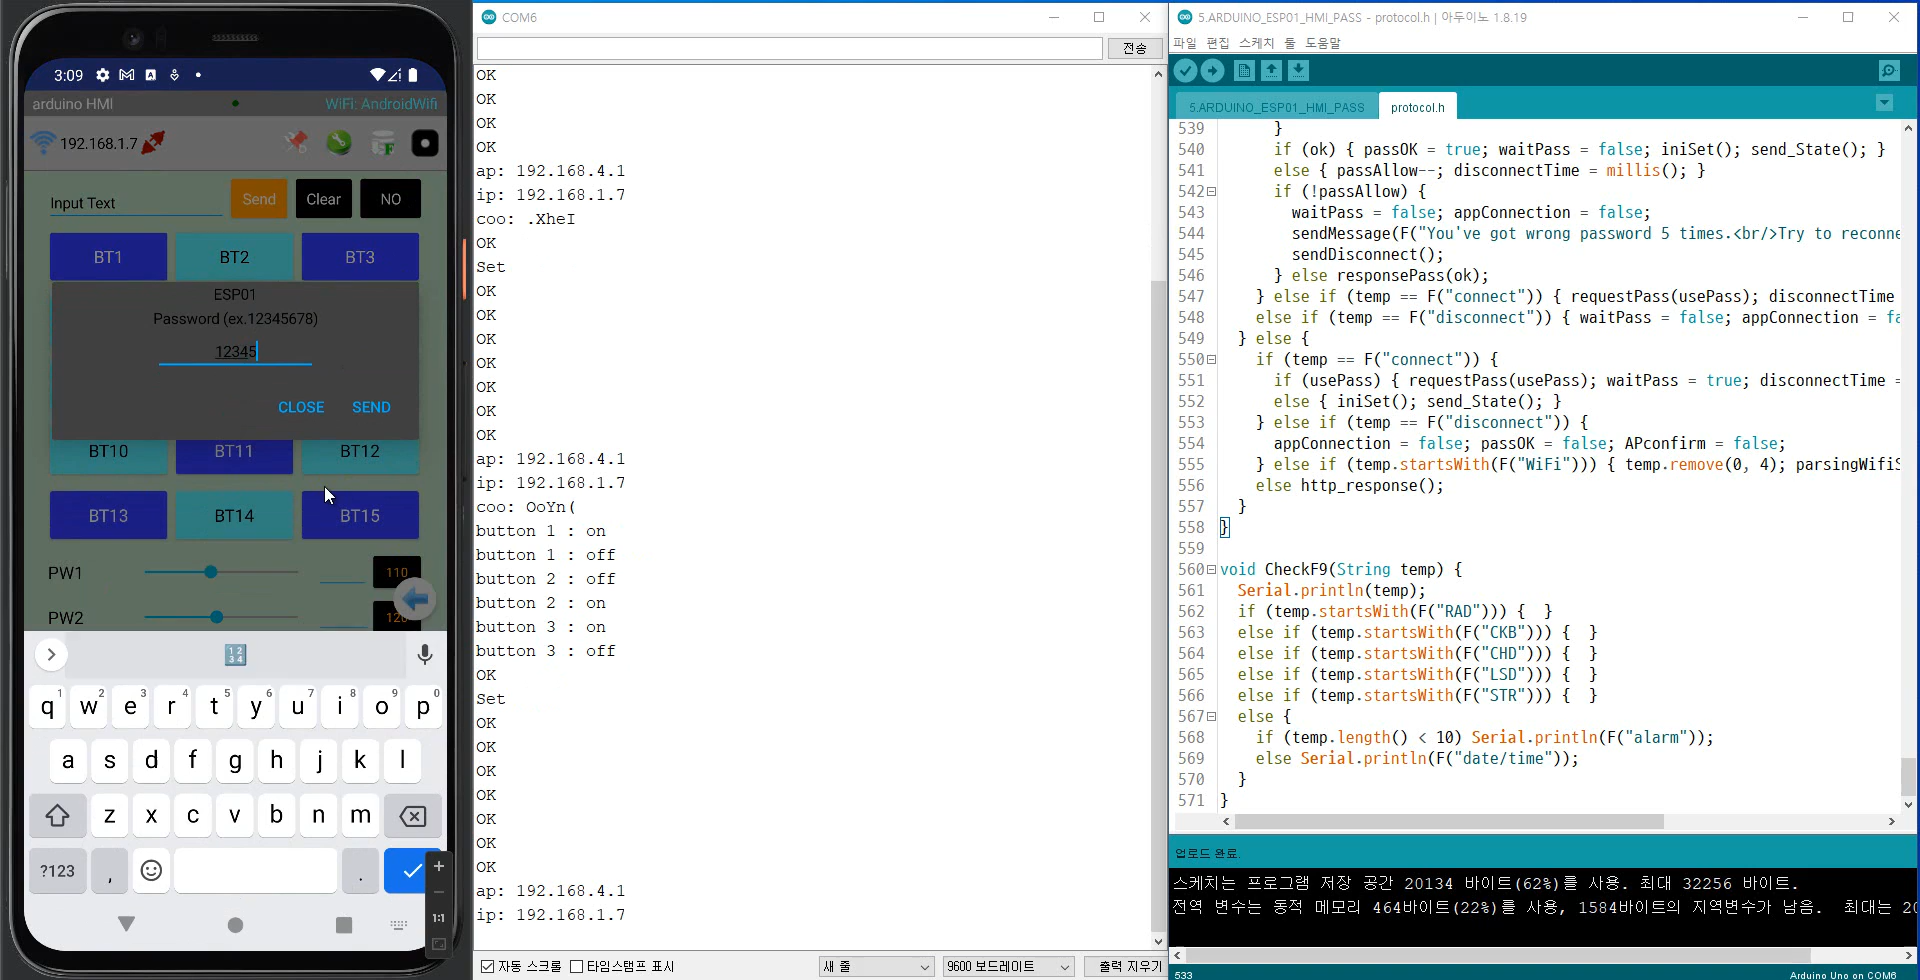 3:09
arduino HMI
WiFi: AndroidWifi
192.168.1.7
Input Text
Send
Clear
NO
BT1
BT2
BT3
ESP01
Password (ex.12345678)
12345
CLOSE
SEND
BT10
BT11
BT12
BT13
BT14
BT15
PW1
110
PW2
120
q1 w2 e3 r4 t5 y6 u7 i8 o9 p0
a s d f g h j k l
z x c v b n m
?123 , .
1:1
COM6
전송
OK
OK
OK
OK
ap: 192.168.4.1
ip: 192.168.1.7
coo: .XheI
OK
Set
OK
OK
OK
OK
OK
OK
OK
ap: 192.168.4.1
ip: 192.168.1.7
coo: OoYn(
button 1 : on
button 1 : off
button 2 : off
button 2 : on
button 3 : on
button 3 : off
OK
Set
OK
OK
OK
OK
OK
OK
OK
ap: 192.168.4.1
ip: 192.168.1.7
자동 스크롤
타임스탬프 표시
새 줄
9600 보드레이트
출력 지우기
5.ARDUINO_ESP01_HMI_PASS - protocol.h | 아두이노 1.8.19
파일 편집 스케치 툴 도움말
5.ARDUINO_ESP01_HMI_PASS
protocol.h
539 }
540 if (ok) { passOK = true; waitPass = false; iniSet(); send_State(); }
541 else { passAllow--; disconnectTime = millis(); }
542 if (!passAllow) {
543 waitPass = false; appConnection = false;
544 sendMessage(F("You've got wrong password 5 times.<br/>Try to reconne
545 sendDisconnect();
546 } else responsePass(ok);
547 } else if (temp == F("connect")) { requestPass(usePass); disconnectTime
548 else if (temp == F("disconnect")) { waitPass = false; appConnection = fa
549 } else {
550 if (temp == F("connect")) {
551 if (usePass) { requestPass(usePass); waitPass = true; disconnectTime =
552 else { iniSet(); send_State(); }
553 } else if (temp == F("disconnect")) {
554 appConnection = false; passOK = false; APconfirm = false;
555 } else if (temp.startsWith(F("WiFi"))) { temp.remove(0, 4); parsingWifiS
556 else http_response();
557 }
558 }
559
560 void CheckF9(String temp) {
561 Serial.println(temp);
562 if (temp.startsWith(F("RAD"))) { }
563 else if (temp.startsWith(F("CKB"))) { }
564 else if (temp.startsWith(F("CHD"))) { }
565 else if (temp.startsWith(F("LSD"))) { }
566 else if (temp.startsWith(F("STR"))) { }
567 else {
568 if (temp.length() < 10) Serial.println(F("alarm"));
569 else Serial.println(F("date/time"));
570 }
571 }
업로드 완료.
스케치는 프로그램 저장 공간 20134 바이트(62%)를 사용. 최대 32256 바이트.
전역 변수는 동적 메모리 464바이트(22%)를 사용, 1584바이트의 지역변수가 남음. 최대는 20
533
Arduino Uno on COM6